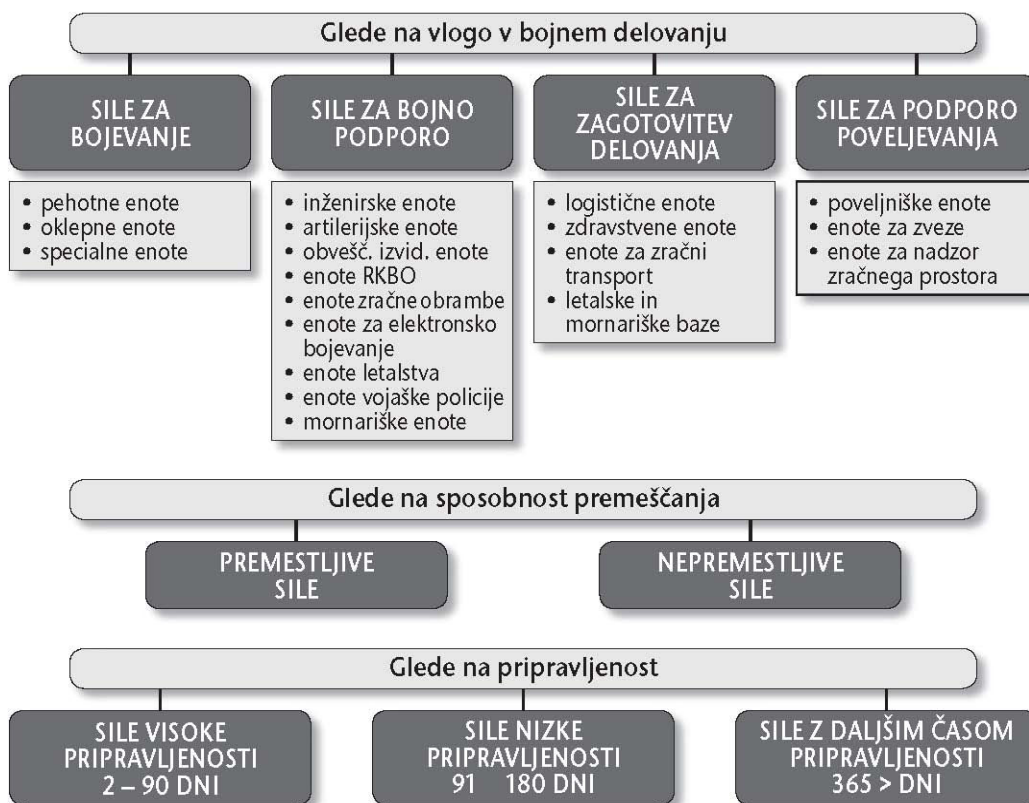 Glede na vlogo v bojnem delovanju
SILE ZA
BOJEVANJE
• pehotne enote
• oklepne enote
• specialne enote
SILE ZA BOJNO
PODPORO
• inženirske enote
• artilerijske enote
• obvešč. izvid. enote
• enote RKBO
• enote zračne obrambe
• enote za elektronsko
bojevanje
• enote letalstva
• enote vojaške policije
• mornariške enote
SILE ZA
ZAGOTOVITEV
DELOVANJA
• logistične enote
• zdravstvene enote
• enote za zračni
transport
• letalske in
mornariške baze
SILE ZA PODPORO
POVELJEVANJA
• poveljniške enote
• enote za zveze
• enote za nadzor
zračnega prostora
Glede na sposobnost premeščanja
PREMESTLJIVE
SILE
NEPREMESTLJIVE
SILE
Glede na pripravljenost
SILE VISOKE
PRIPRAVLJENOSTI
2 – 90 DNI
SILE NIZKE
PRIPRAVLJENOSTI
91 180 DNI
SILE Z DALJŠIM ČASOM
PRIPRAVLJENOSTI
365 > DNI